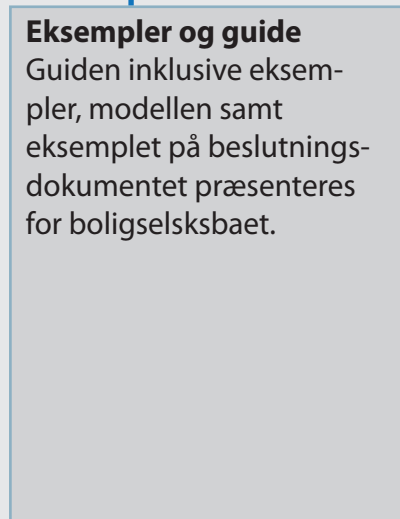 Eksempler og guide
Guiden inklusive eksem-
pler, modellen samt
eksemplet på beslutnings-
dokumentet præsenteres
for boligselsksbaet.